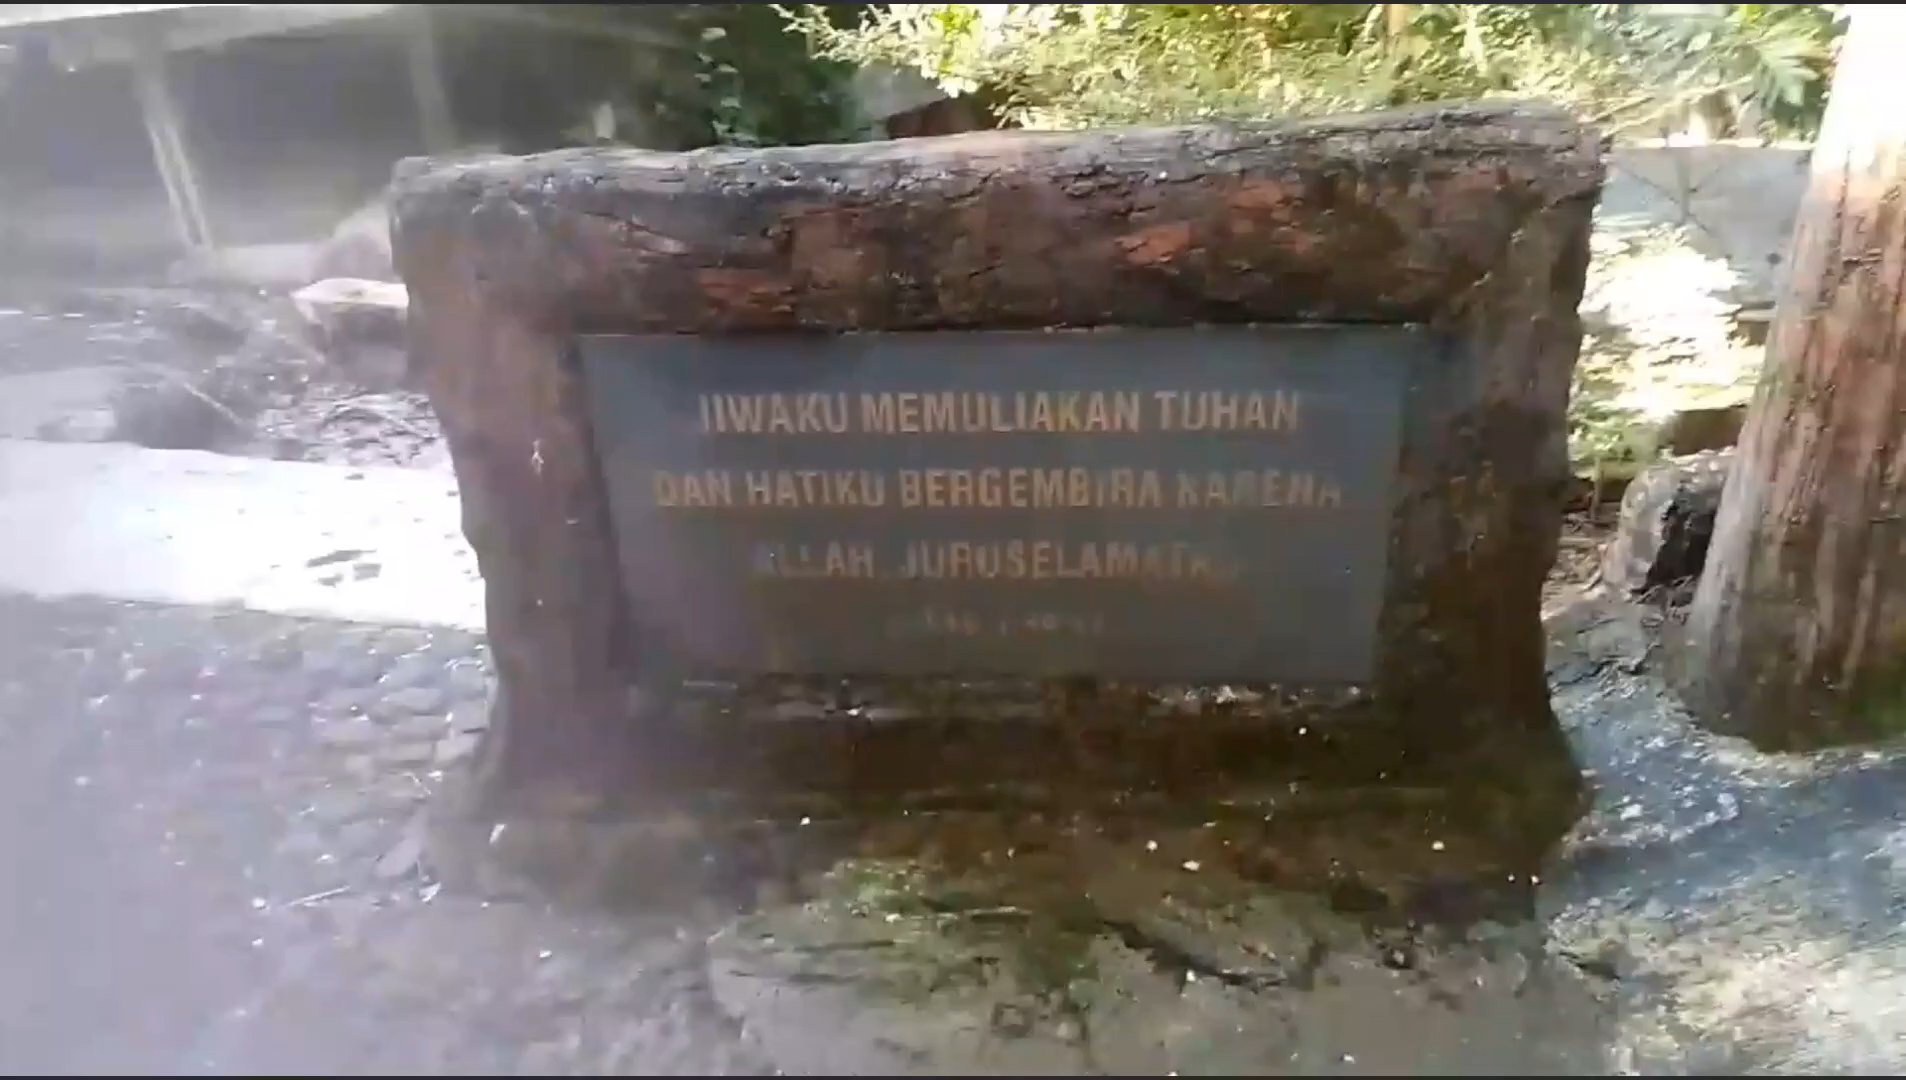 JIWAKU MEMULIAKAN TUHAN
DAN HATIKU BERGEMBIRA KARENA
ALLAH, JURUSELAMATKU